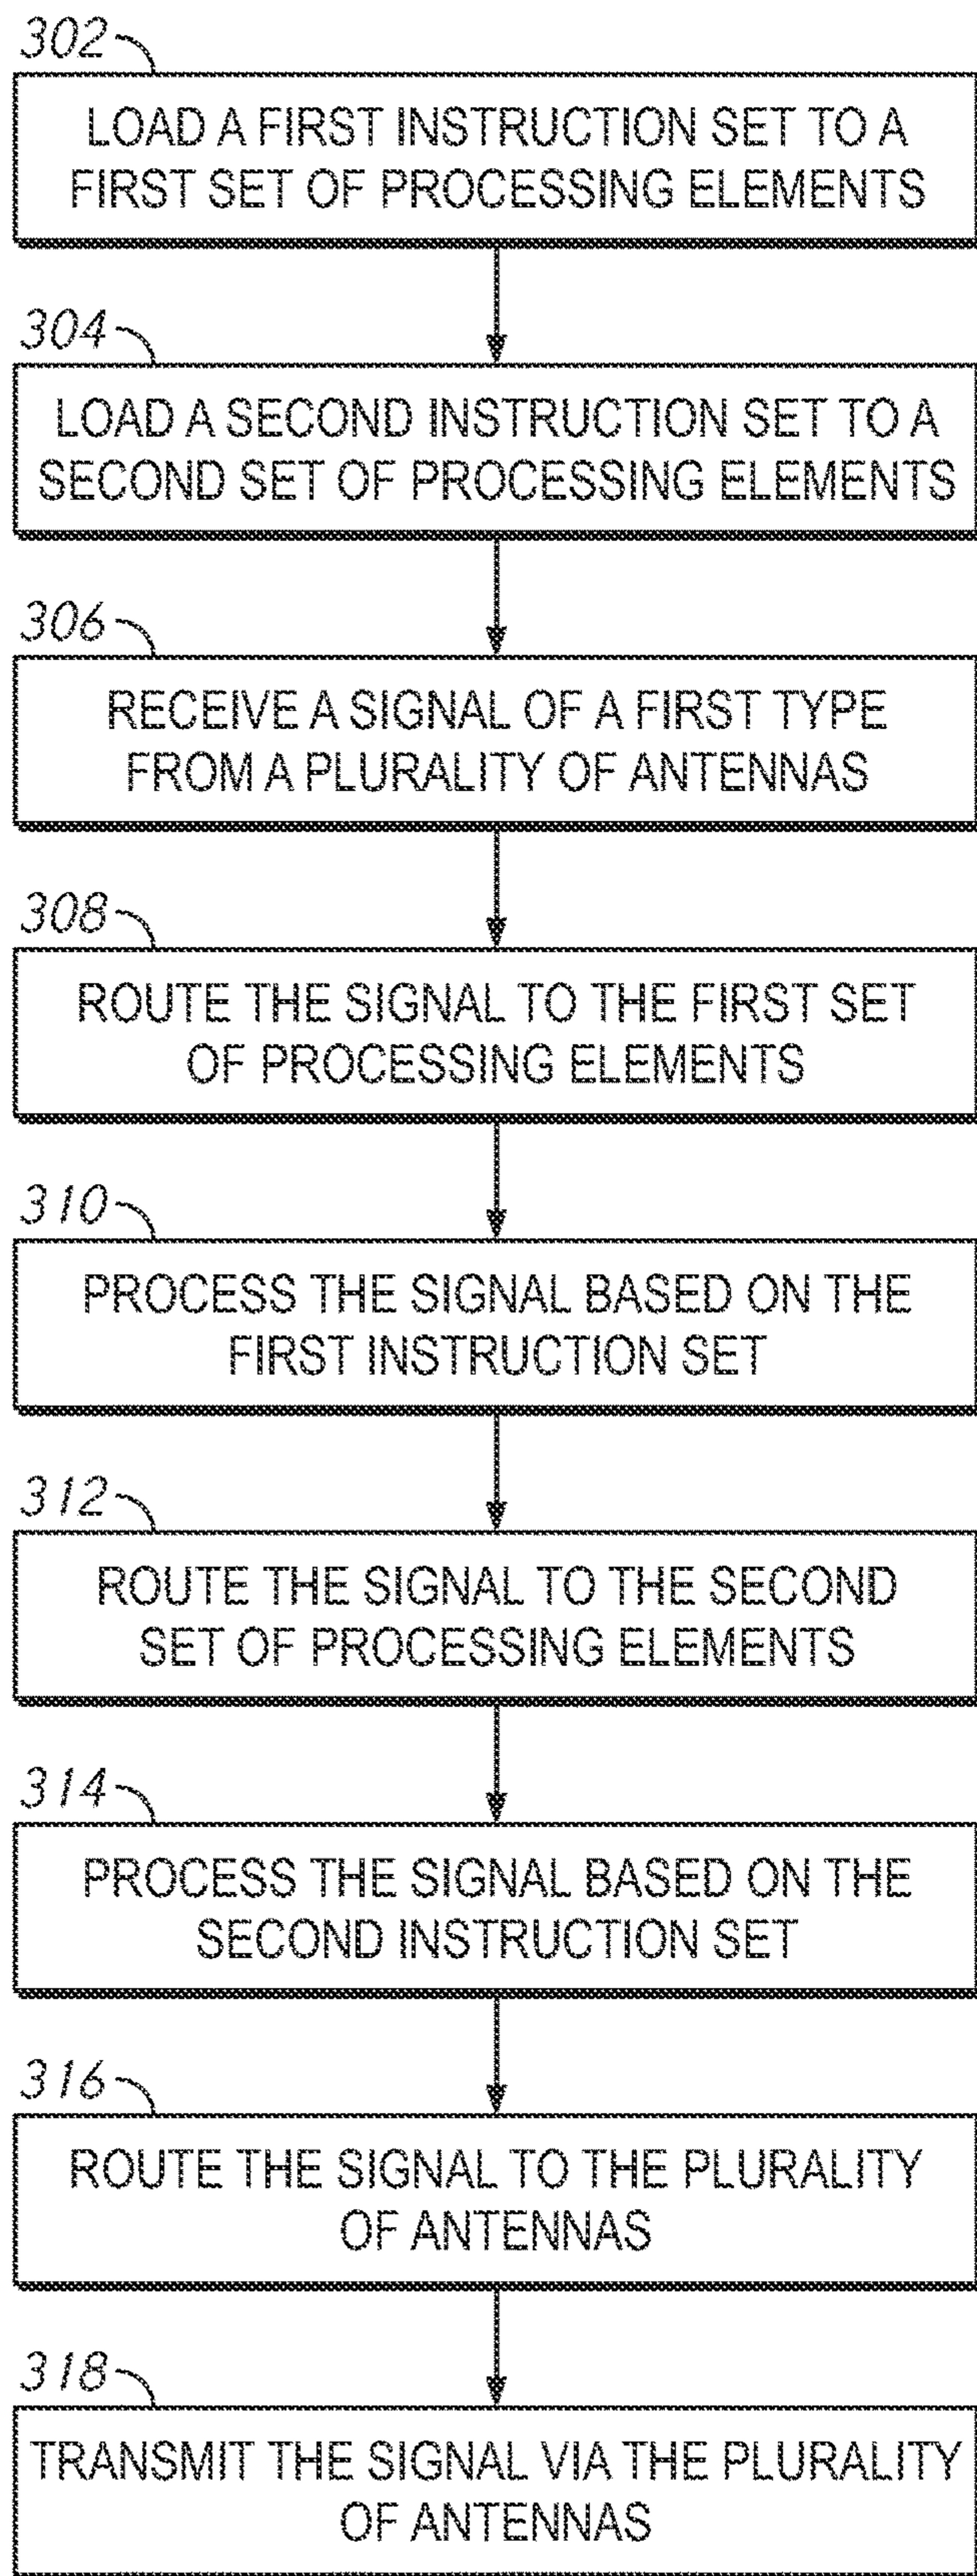 302
LOAD A FIRST INSTRUCTION SET TO A
FIRST SET OF PROCESSING ELEMENTS
304
LOAD A SECOND INSTRUCTION SET TO A
SECOND SET OF PROCESSING ELEMENTS
306
RECEIVE A SIGNAL OF A FIRST TYPE
FROM A PLURALITY OF ANTENNAS
308
ROUTE THE SIGNAL TO THE FIRST SET
OF PROCESSING ELEMENTS
310
PROCESS THE SIGNAL BASED ON THE
FIRST INSTRUCTION SET
312
ROUTE THE SIGNAL TO THE SECOND
SET OF PROCESSING ELEMENTS
314
PROCESS THE SIGNAL BASED ON THE
SECOND INSTRUCTION SET
316
ROUTE THE SIGNAL TO THE PLURALITY
OF ANTENNAS
318
TRANSMIT THE SIGNAL VIA THE PLURALITY
OF ANTENNAS